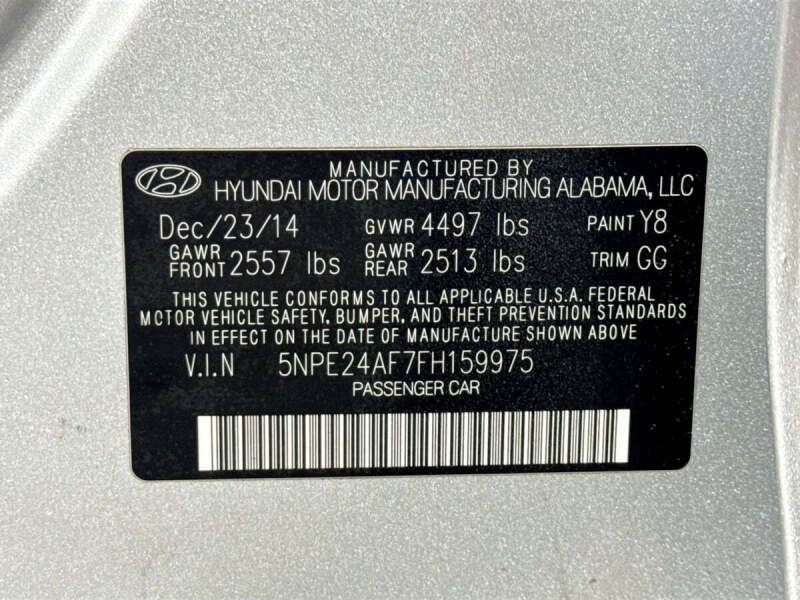 MANUFACTURED BY
HYUNDAI MOTOR MANUFACTURING ALABAMA, LLC
Dec/23/14 GVWR 4497 lbs PAINT Y8
GAWR FRONT 2557 lbs GAWR REAR 2513 lbs TRIM GG
THIS VEHICLE CONFORMS TO ALL APPLICABLE U.S.A. FEDERAL
MOTOR VEHICLE SAFETY, BUMPER, AND THEFT PREVENTION STANDARDS
IN EFFECT ON THE DATE OF MANUFACTURE SHOWN ABOVE
V.I.N 5NPE24AF7FH159975
PASSENGER CAR